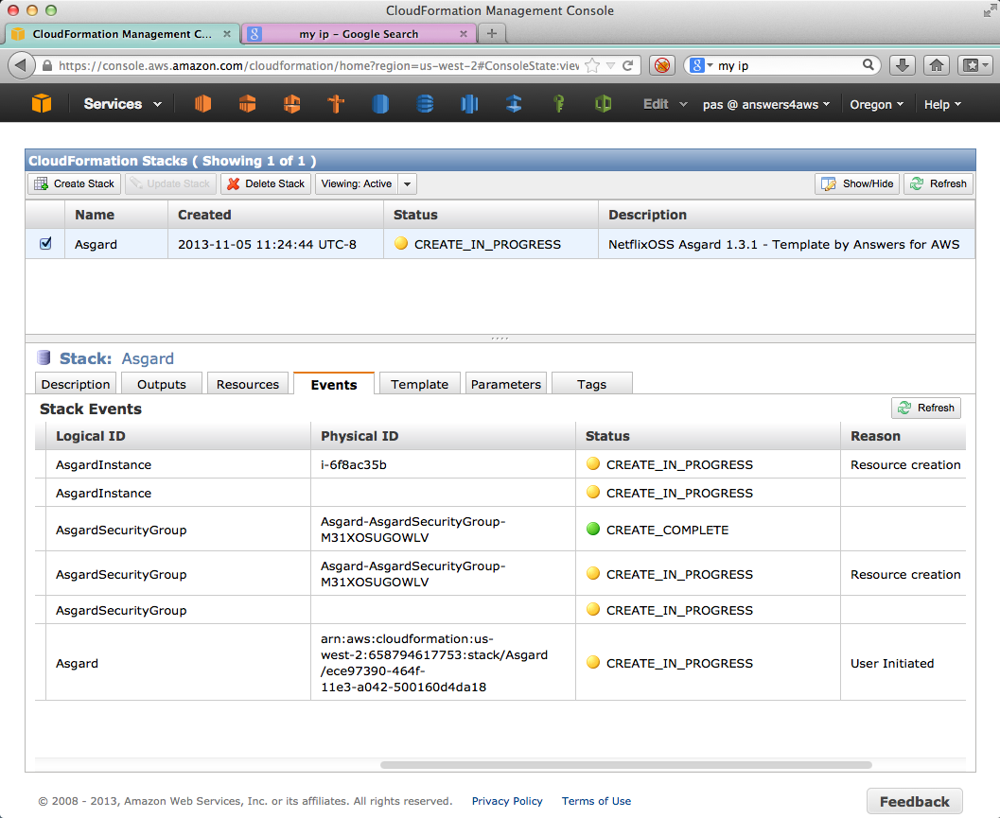 CloudFormation Management Console
CloudFormation Management C...
my ip - Google Search
https://console.aws.amazon.com/cloudformation/home?region=us-west-2#ConsoleState:view
8 my ip
Services Edit pas @ answers4aws Oregon Help
CloudFormation Stacks ( Showing 1 of 1 )
Create Stack Update Stack Delete Stack Viewing: Active Show/Hide Refresh
Name Created Status Description
Asgard 2013-11-05 11:24:44 UTC-8 CREATE_IN_PROGRESS NetflixOSS Asgard 1.3.1 - Template by Answers for AWS
Stack: Asgard
Description Outputs Resources Events Template Parameters Tags
Stack Events Refresh
Logical ID Physical ID Status Reason
AsgardInstance i-6f8ac35b CREATE_IN_PROGRESS Resource creation
AsgardInstance CREATE_IN_PROGRESS
AsgardSecurityGroup Asgard-AsgardSecurityGroup-
M31XOSUGOWLV CREATE_COMPLETE
AsgardSecurityGroup Asgard-AsgardSecurityGroup-
M31XOSUGOWLV CREATE_IN_PROGRESS Resource creation
AsgardSecurityGroup CREATE_IN_PROGRESS
Asgard arn:aws:cloudformation:us-
west-2:658794617753:stack/Asgard
/ece97390-464f-
11e3-a042-500160d4da18 CREATE_IN_PROGRESS User Initiated
© 2008 - 2013, Amazon Web Services, Inc. or its affiliates. All rights reserved. Privacy Policy Terms of Use
Feedback